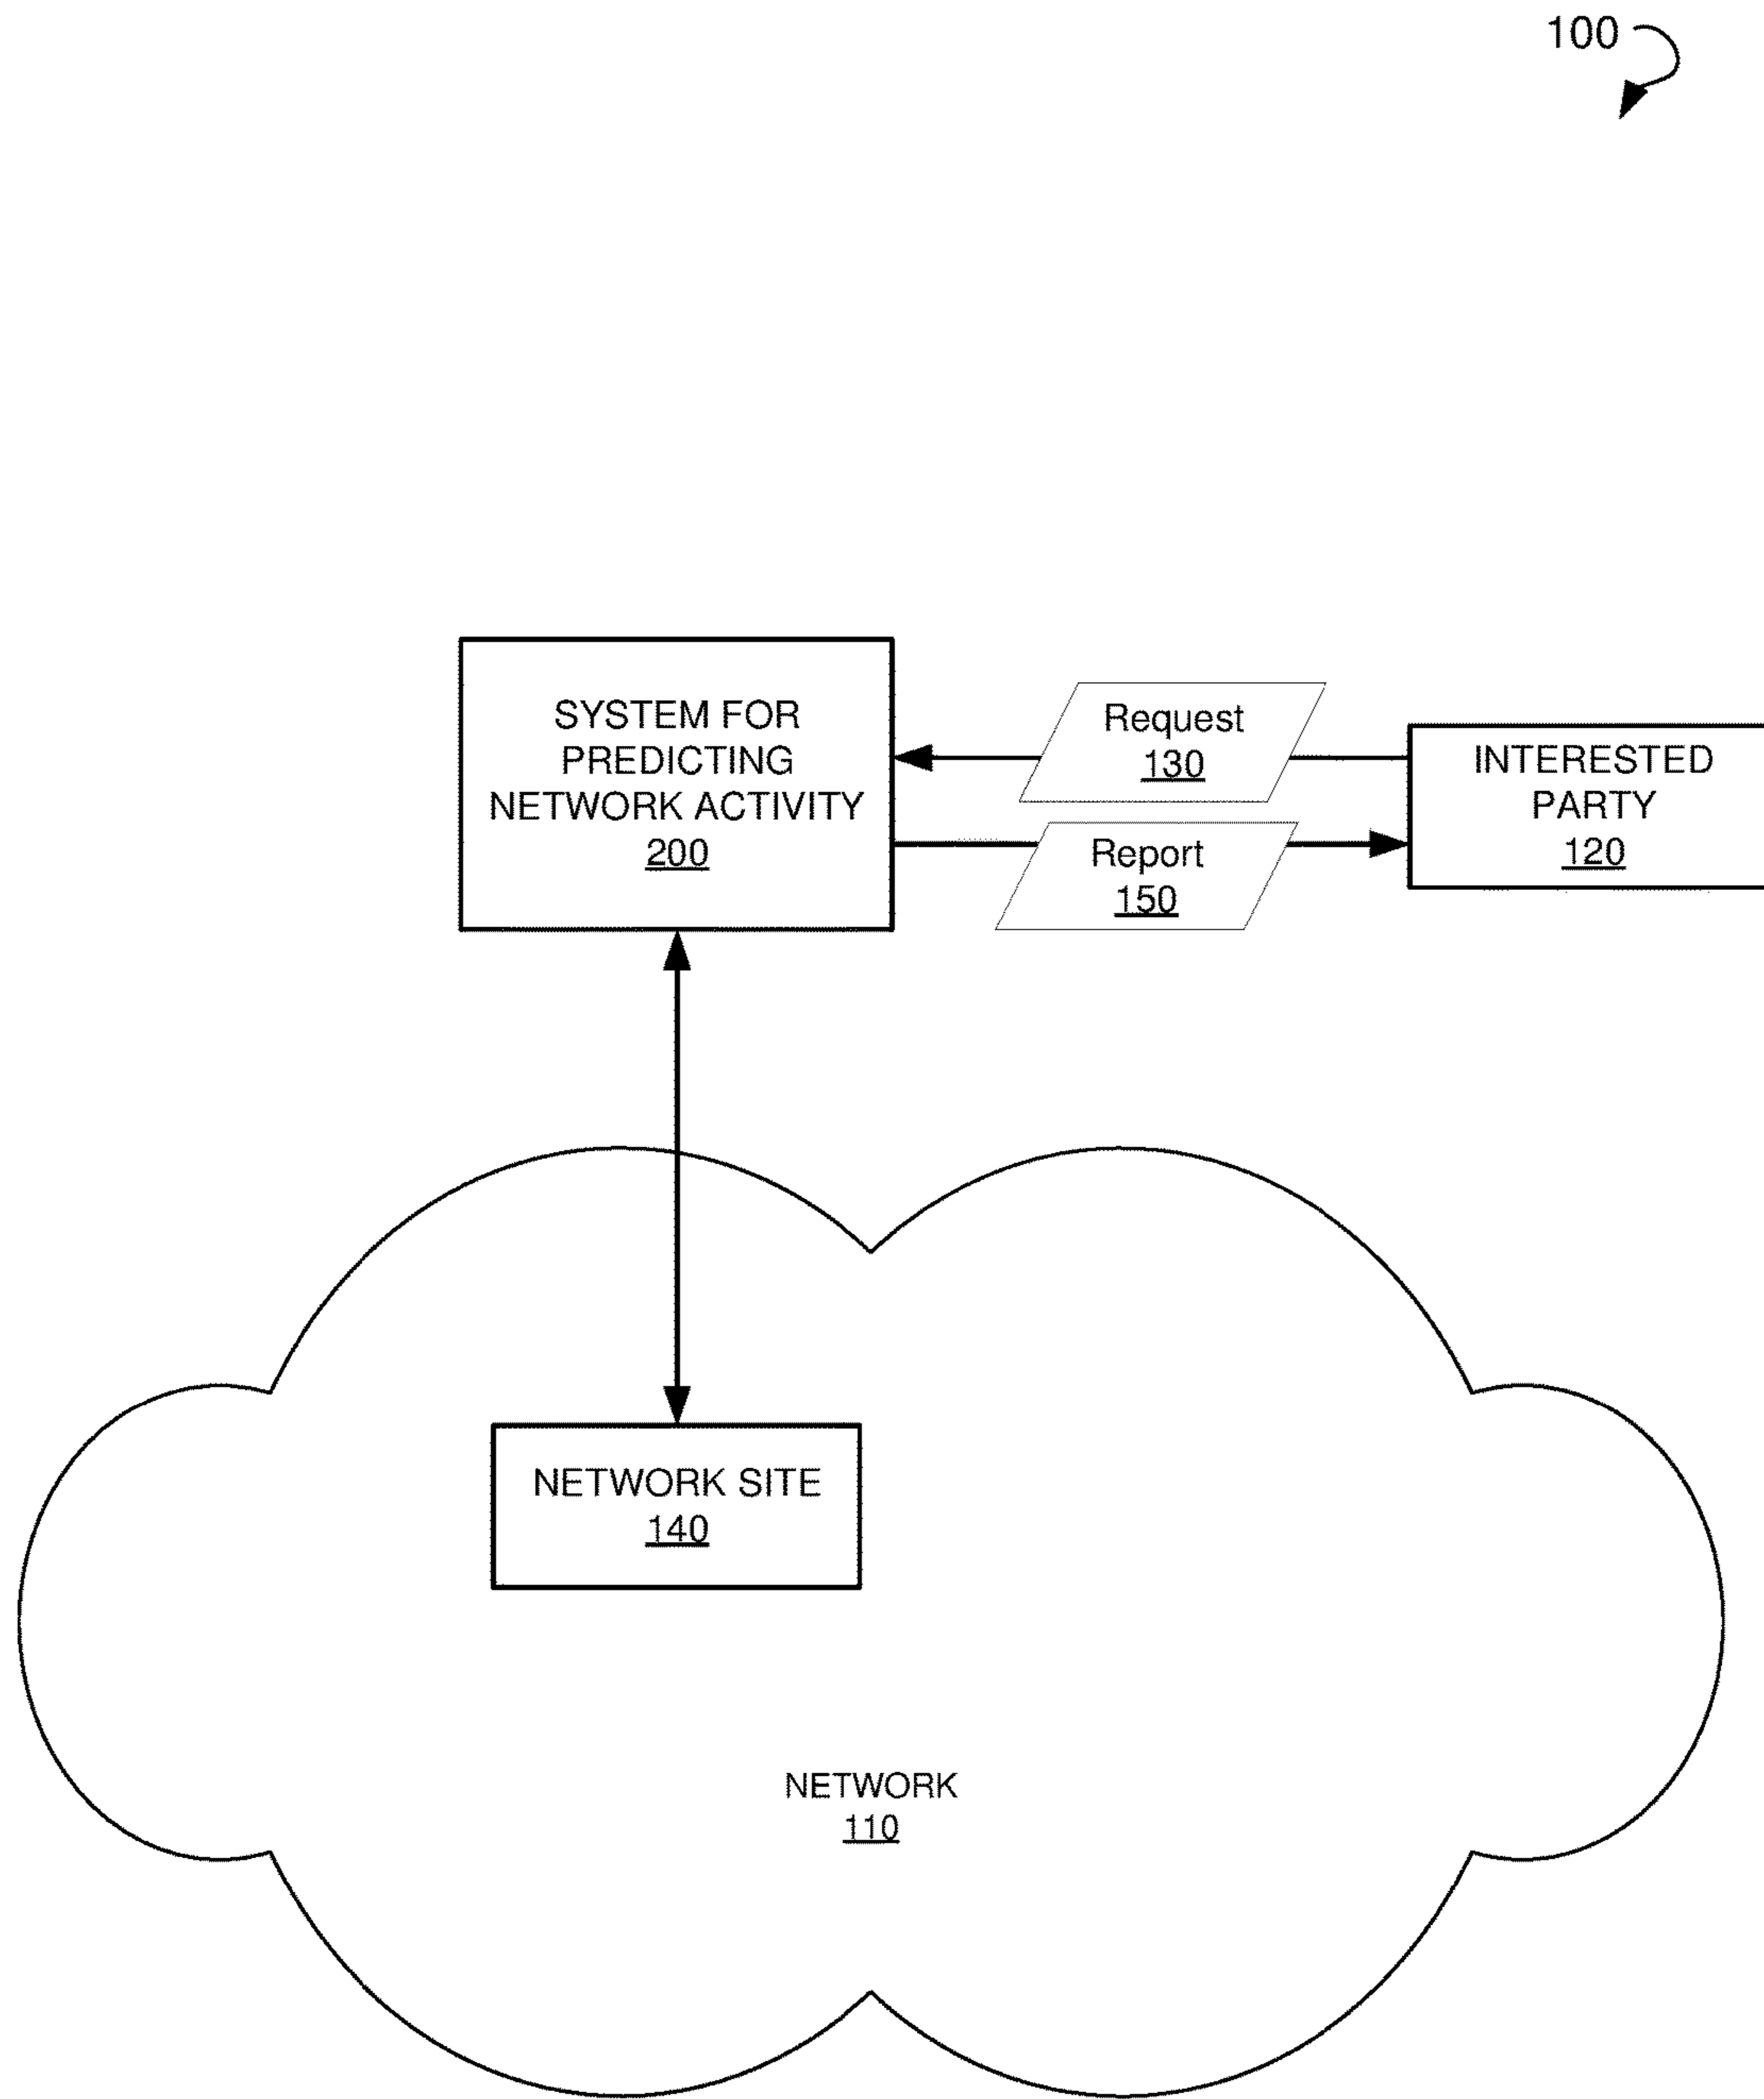 100
SYSTEM FOR
PREDICTING
NETWORK ACTIVITY
200
Request
130
Report
150
INTERESTED
PARTY
120
NETWORK SITE
140
NETWORK
110